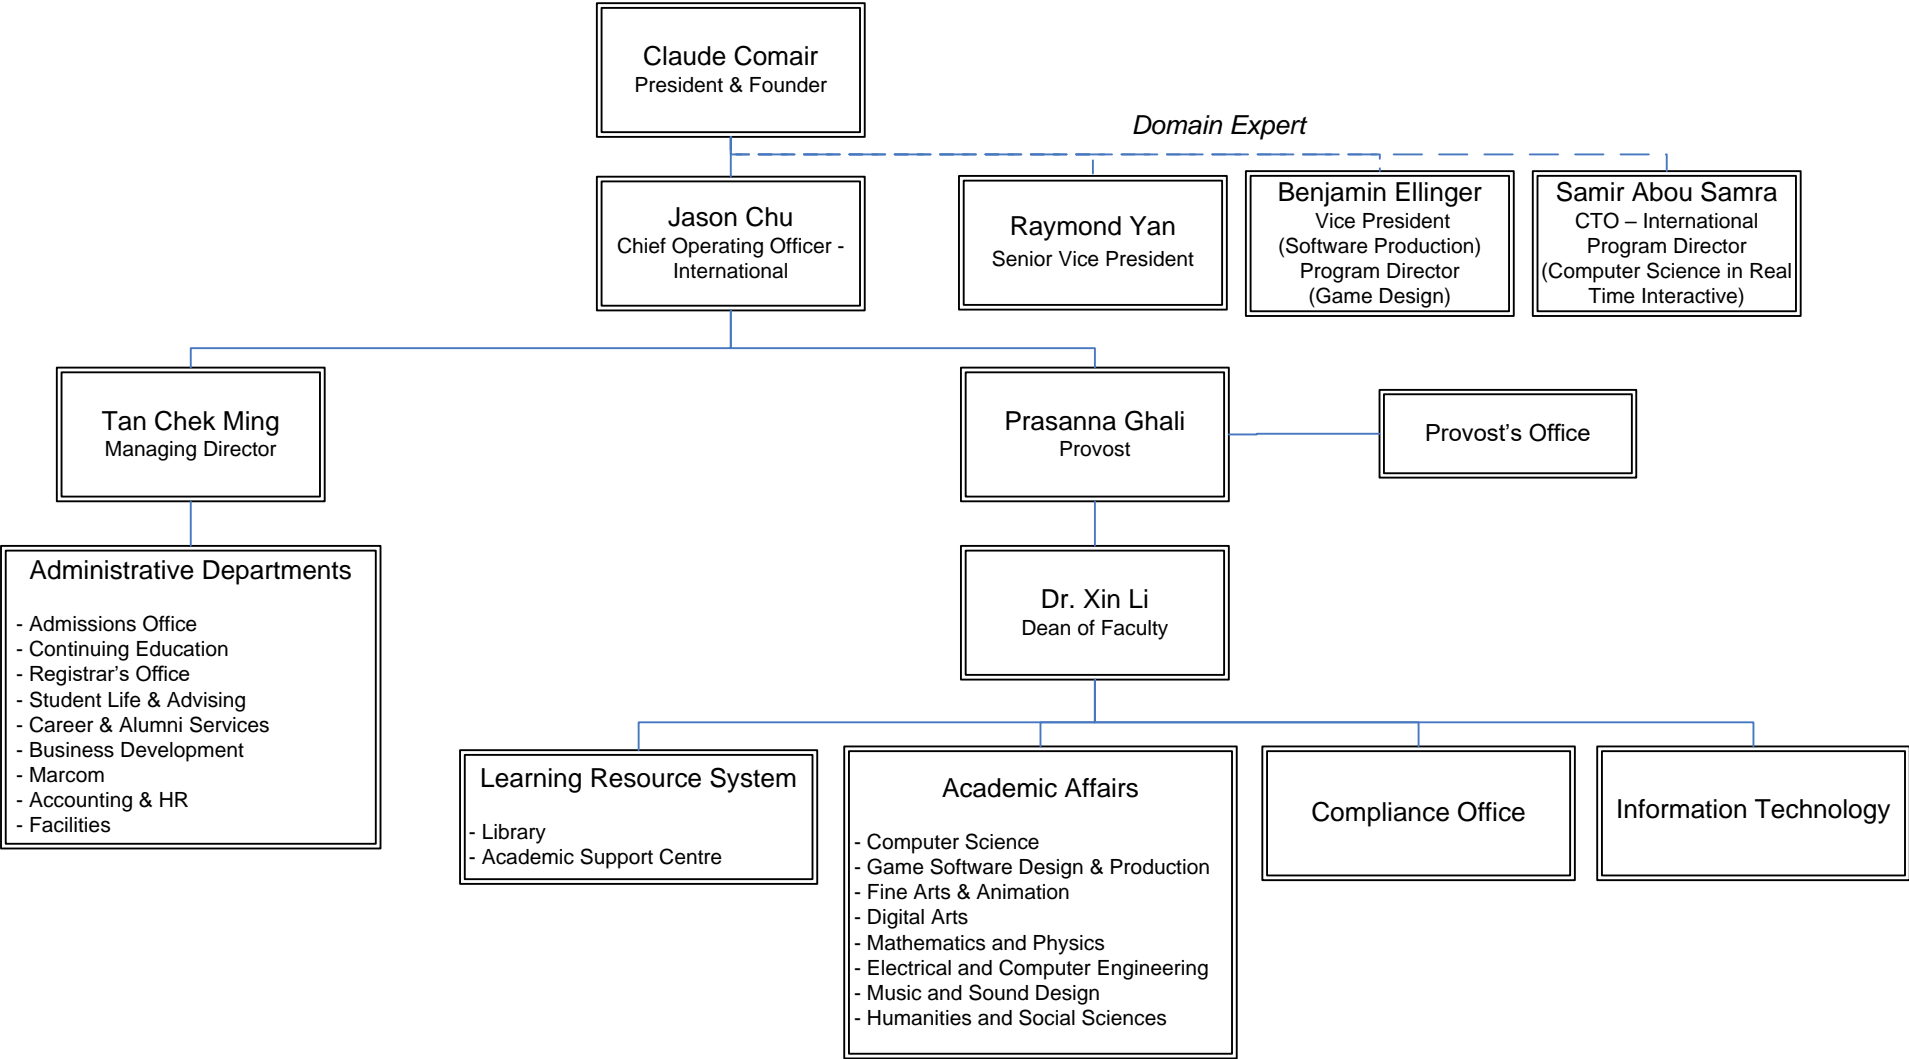 Claude Comair
President & Founder
Domain Expert
Jason Chu
Chief Operating Officer -
International
Raymond Yan
Senior Vice President
Benjamin Ellinger
Vice President
(Software Production)
Program Director
(Game Design)
Samir Abou Samra
CTO – International
Program Director
(Computer Science in Real
Time Interactive)
Tan Chek Ming
Managing Director
Prasanna Ghali
Provost
Provost’s Office
Administrative Departments
- Admissions Office
- Continuing Education
- Registrar’s Office
- Student Life & Advising
- Career & Alumni Services
- Business Development
- Marcom
- Accounting & HR
- Facilities
Dr. Xin Li
Dean of Faculty
Learning Resource System
- Library
- Academic Support Centre
Academic Affairs
- Computer Science
- Game Software Design & Production
- Fine Arts & Animation
- Digital Arts
- Mathematics and Physics
- Electrical and Computer Engineering
- Music and Sound Design
- Humanities and Social Sciences
Compliance Office
Information Technology